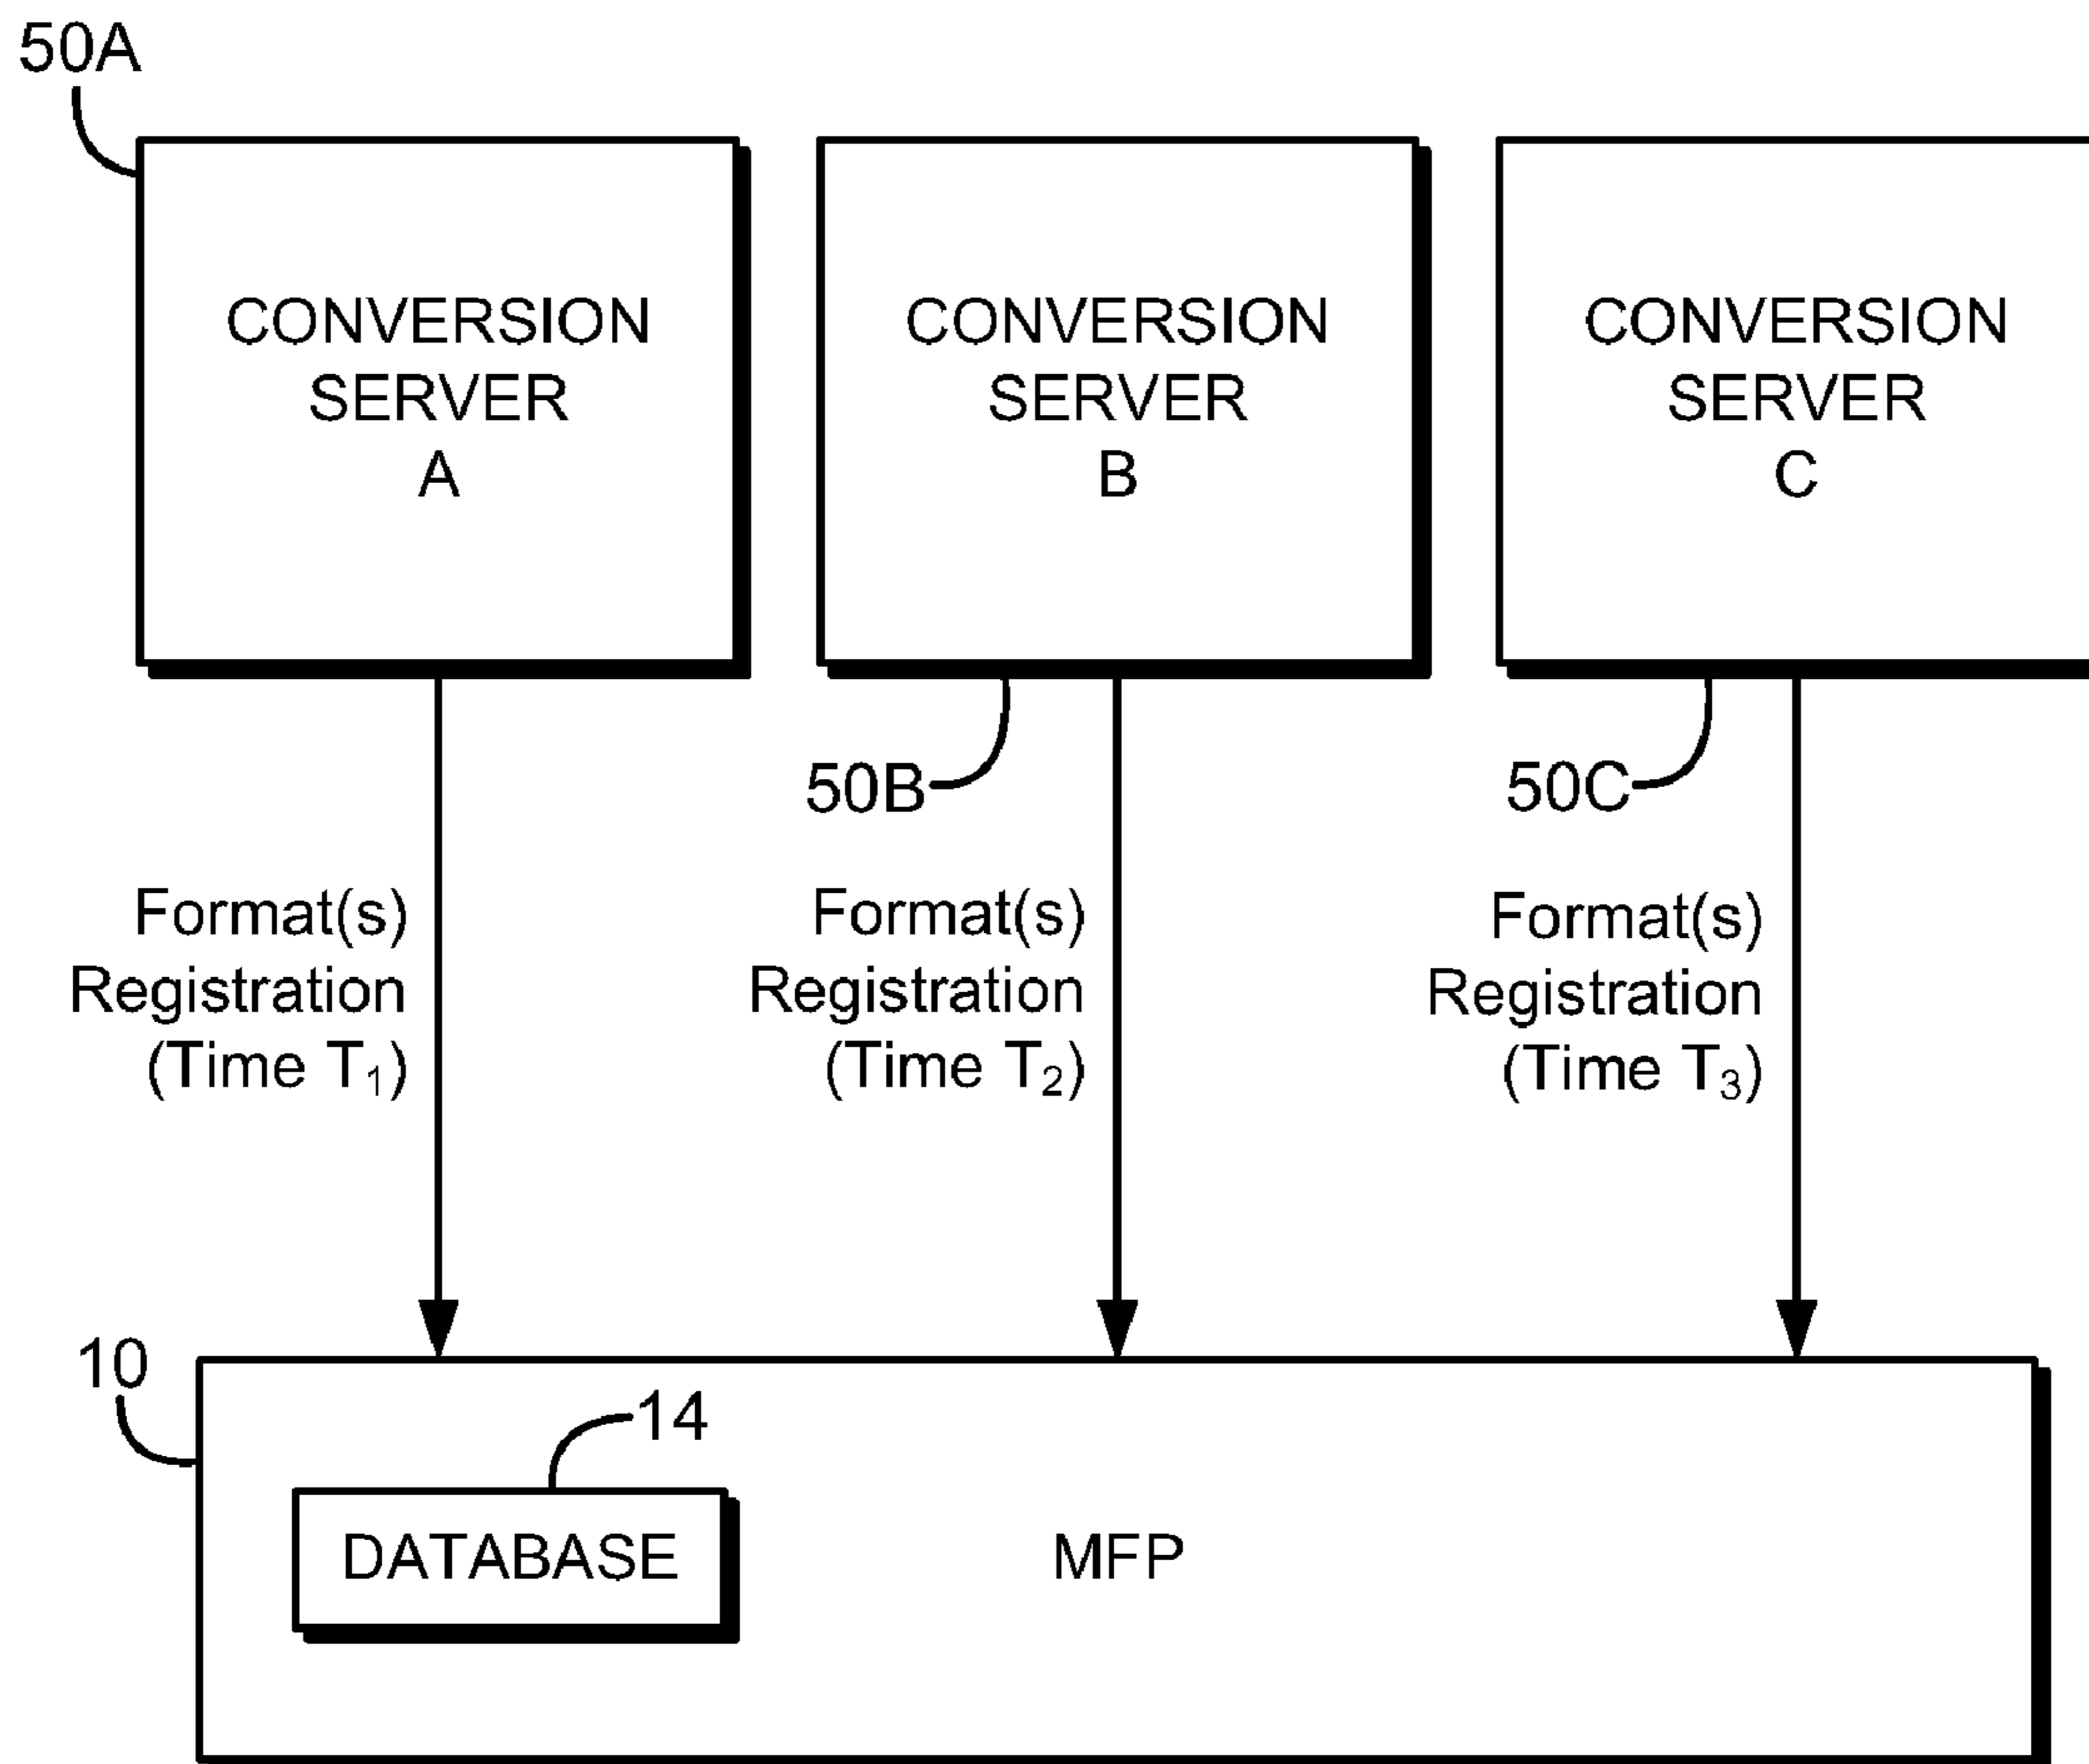 50A
CONVERSION
SERVER
A
CONVERSION
SERVER
B
CONVERSION
SERVER
C
50B
50C
Format(s)
Registration
(Time T₁)
Format(s)
Registration
(Time T₂)
Format(s)
Registration
(Time T₃)
10
14
DATABASE
MFP